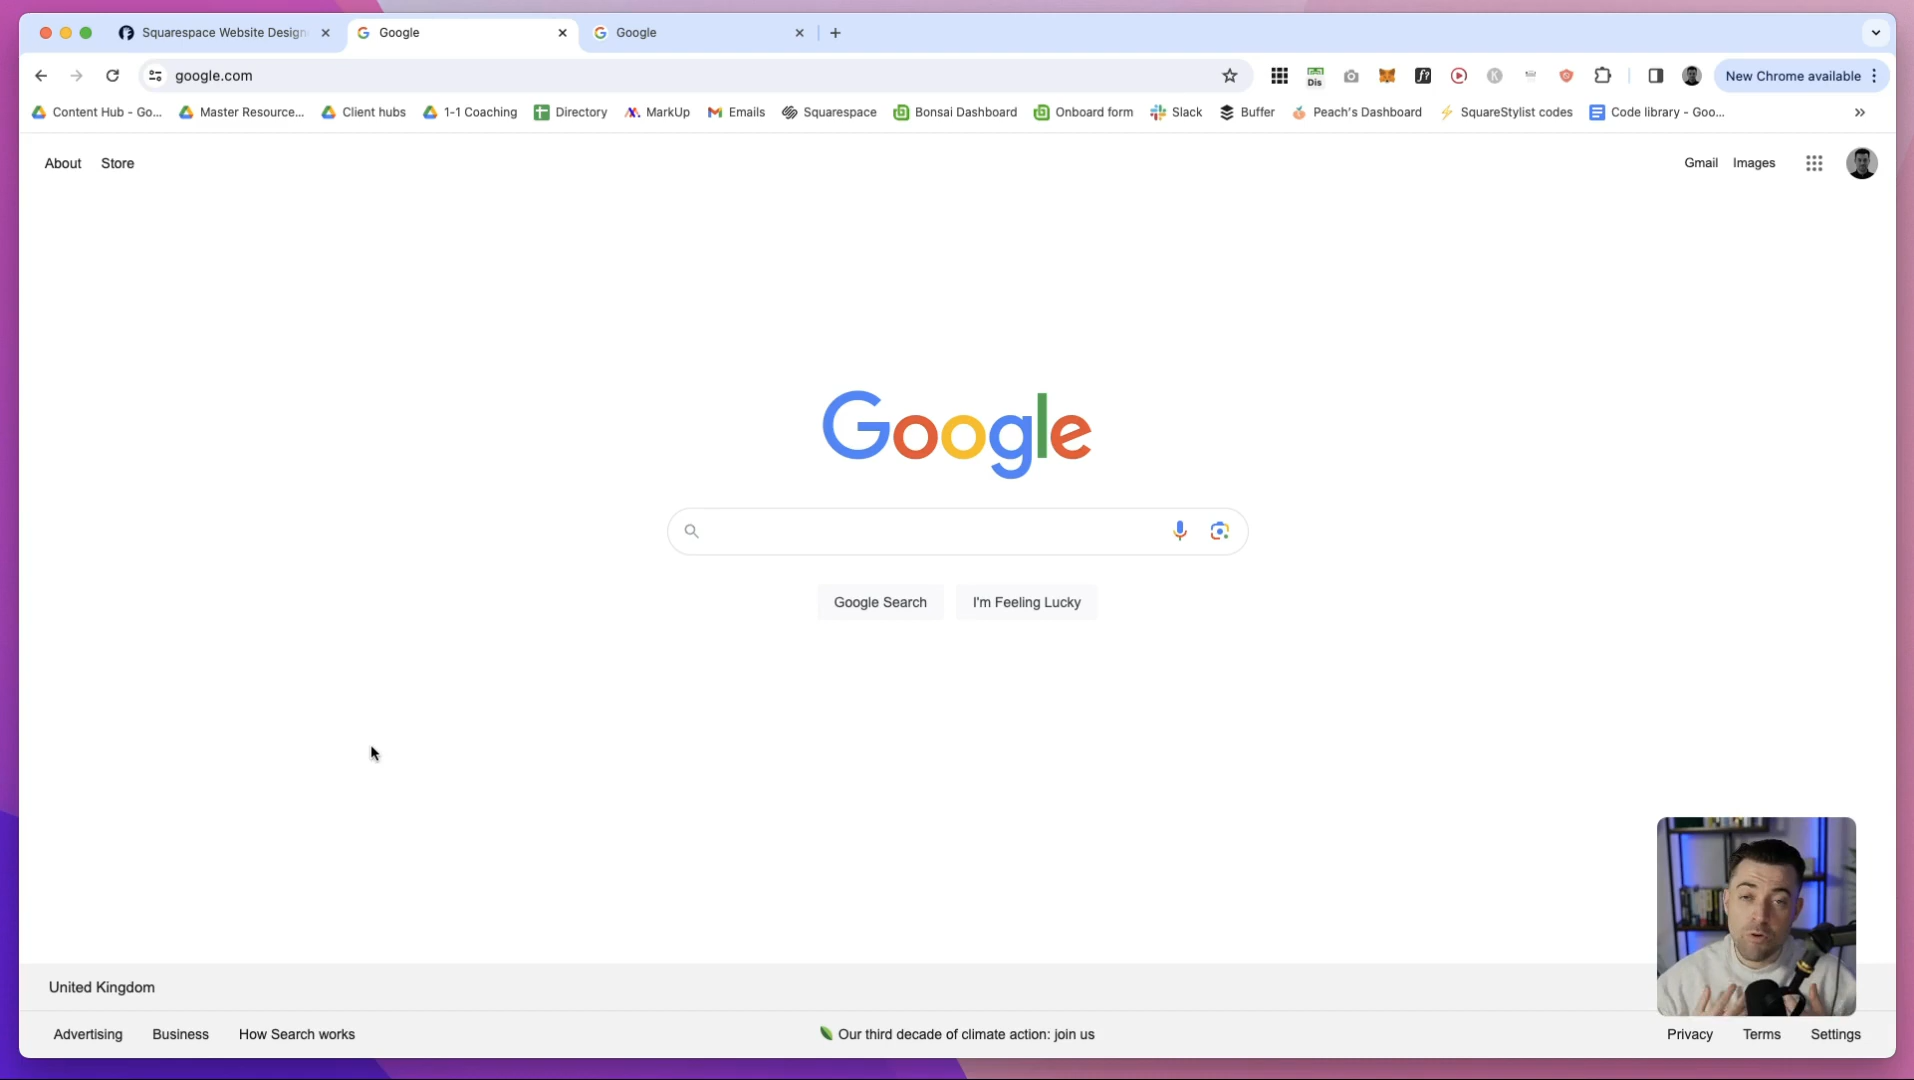 Squarespace Website Design
Google
Google
google.com
Dis
f?
K
New Chrome available
Content Hub - Go...
Master Resource...
Client hubs
1-1 Coaching
Directory
MarkUp
Emails
Squarespace
Bonsai Dashboard
Onboard form
Slack
Buffer
Peach's Dashboard
SquareStylist codes
Code library - Goo...
About
Store
Gmail
Images
Google
Google Search
I'm Feeling Lucky
United Kingdom
Advertising
Business
How Search works
Our third decade of climate action: join us
Privacy
Terms
Settings